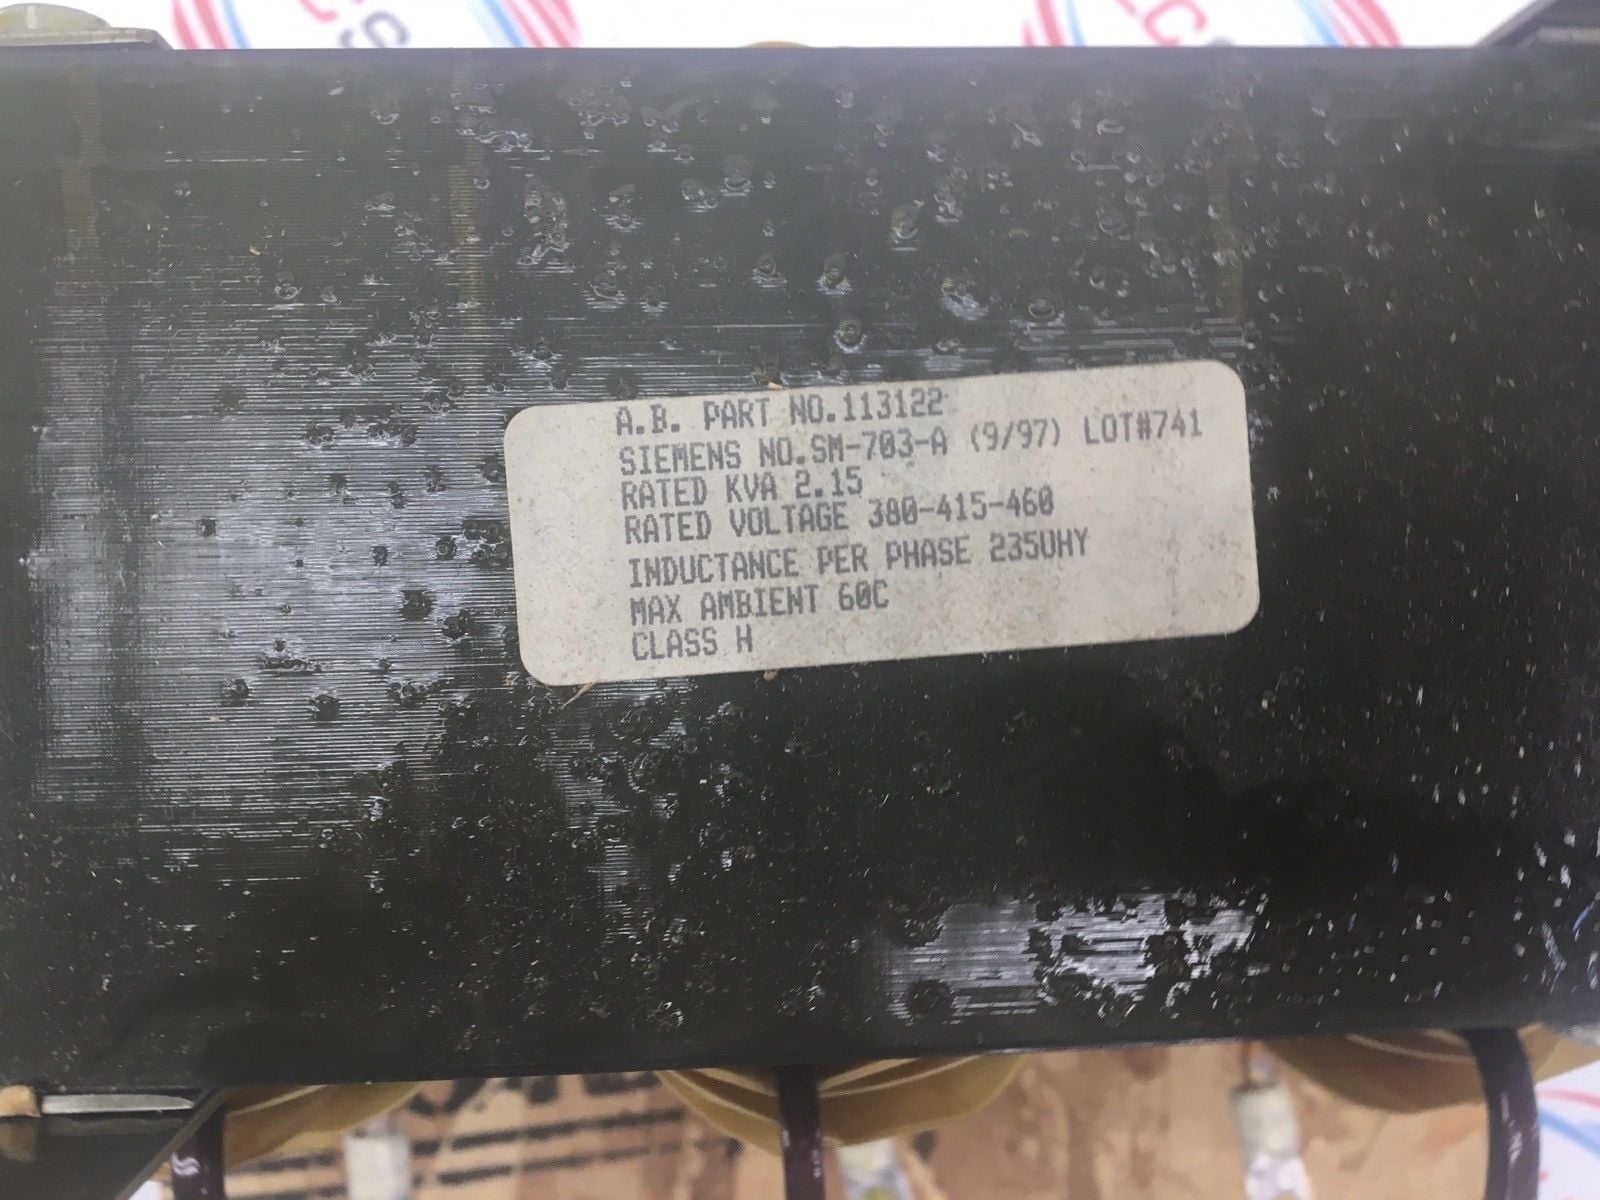 A.B. PART NO.113122
SIEMENS NO.SM-703-A (9/97) LOT#741
RATED KVA 2.15
RATED VOLTAGE 380-415-460
INDUCTANCE PER PHASE 235UHY
MAX AMBIENT 60C
CLASS H